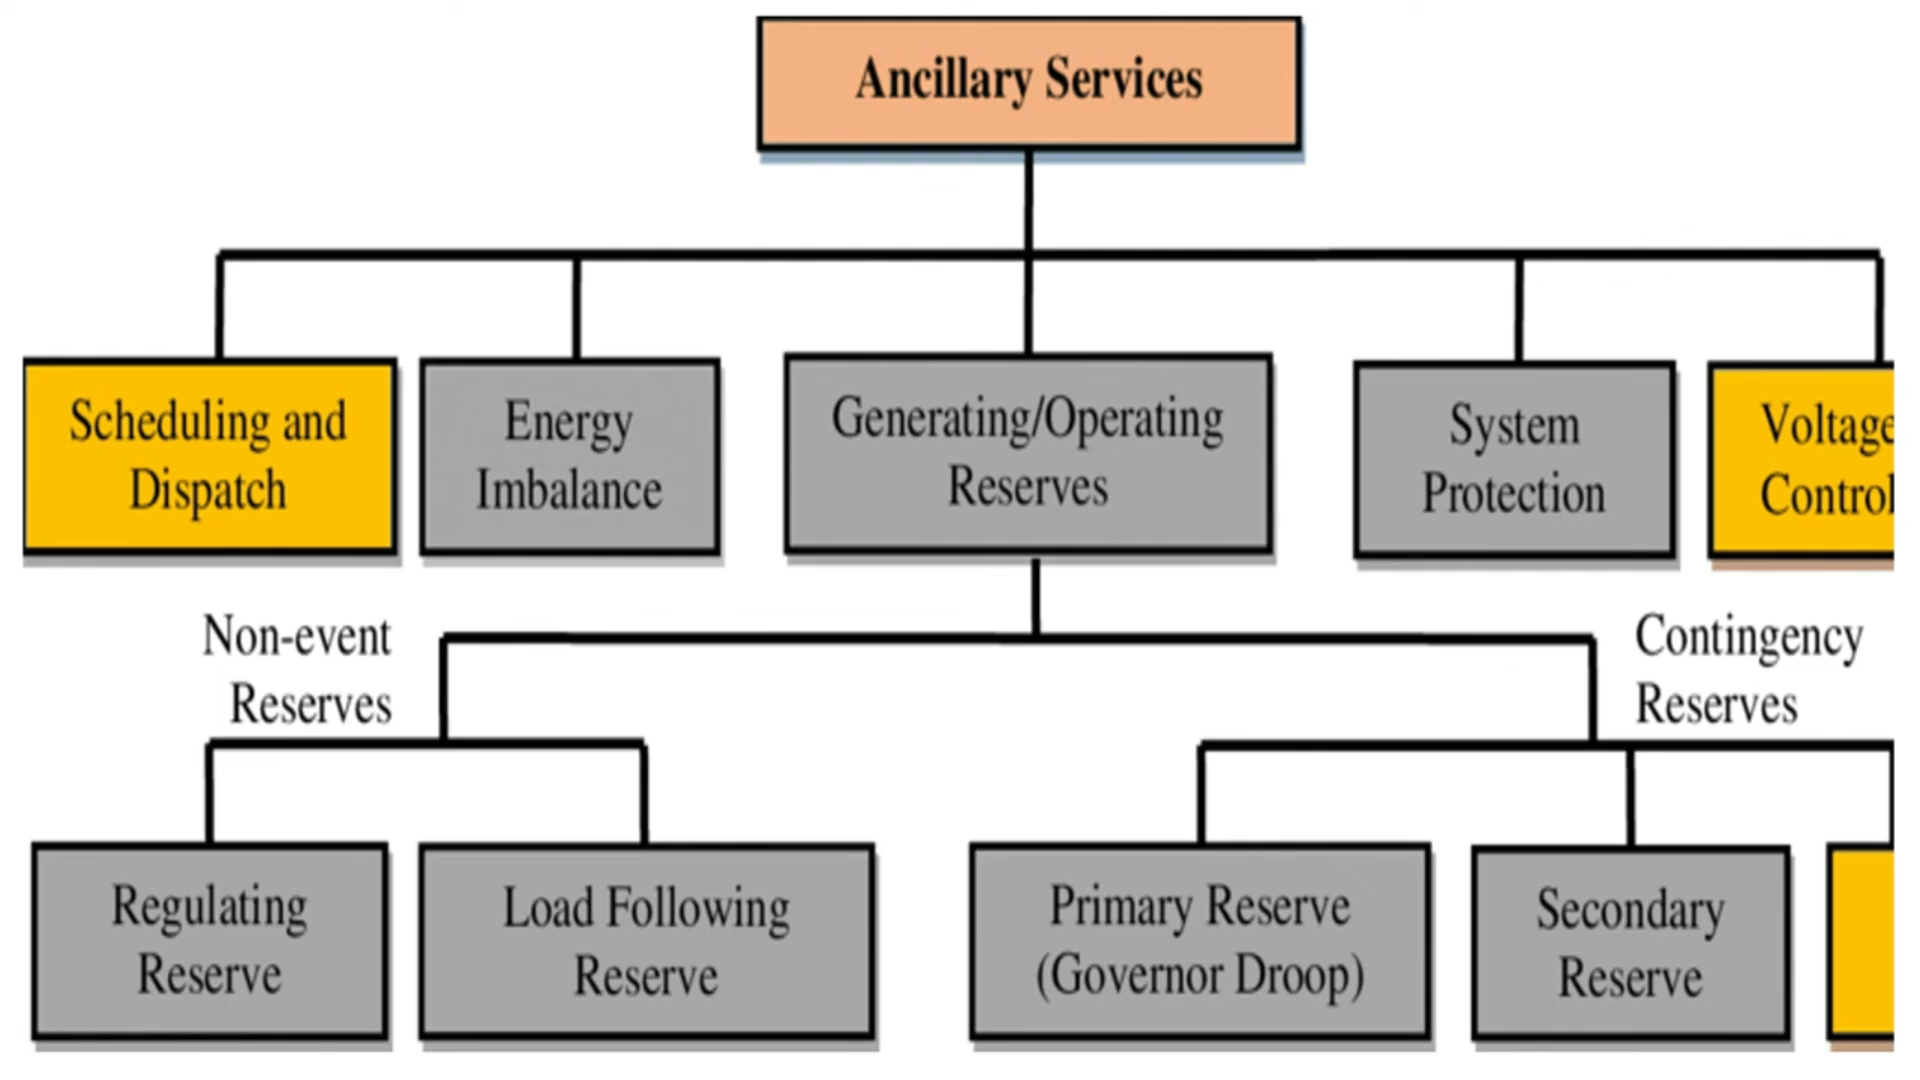 Ancillary Services
Scheduling and
Dispatch
Energy
Imbalance
Generating/Operating
Reserves
System
Protection
Voltage
Control
Non-event
Reserves
Contingency
Reserves
Regulating
Reserve
Load Following
Reserve
Primary Reserve
(Governor Droop)
Secondary
Reserve